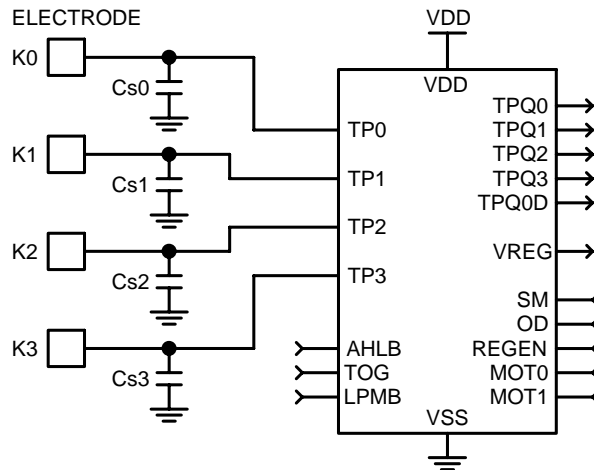 ELECTRODE
VDD
K0
Cs0
VDD
TPQ0
TP0
TPQ1
K1
TPQ2
Cs1
TP1
TPQ3
TPQ0D
K2
TP2
VREG
Cs2
TP3
SM
OD
K3
AHLB
REGEN
Cs3
TOG
MOT0
LPMB
MOT1
VSS